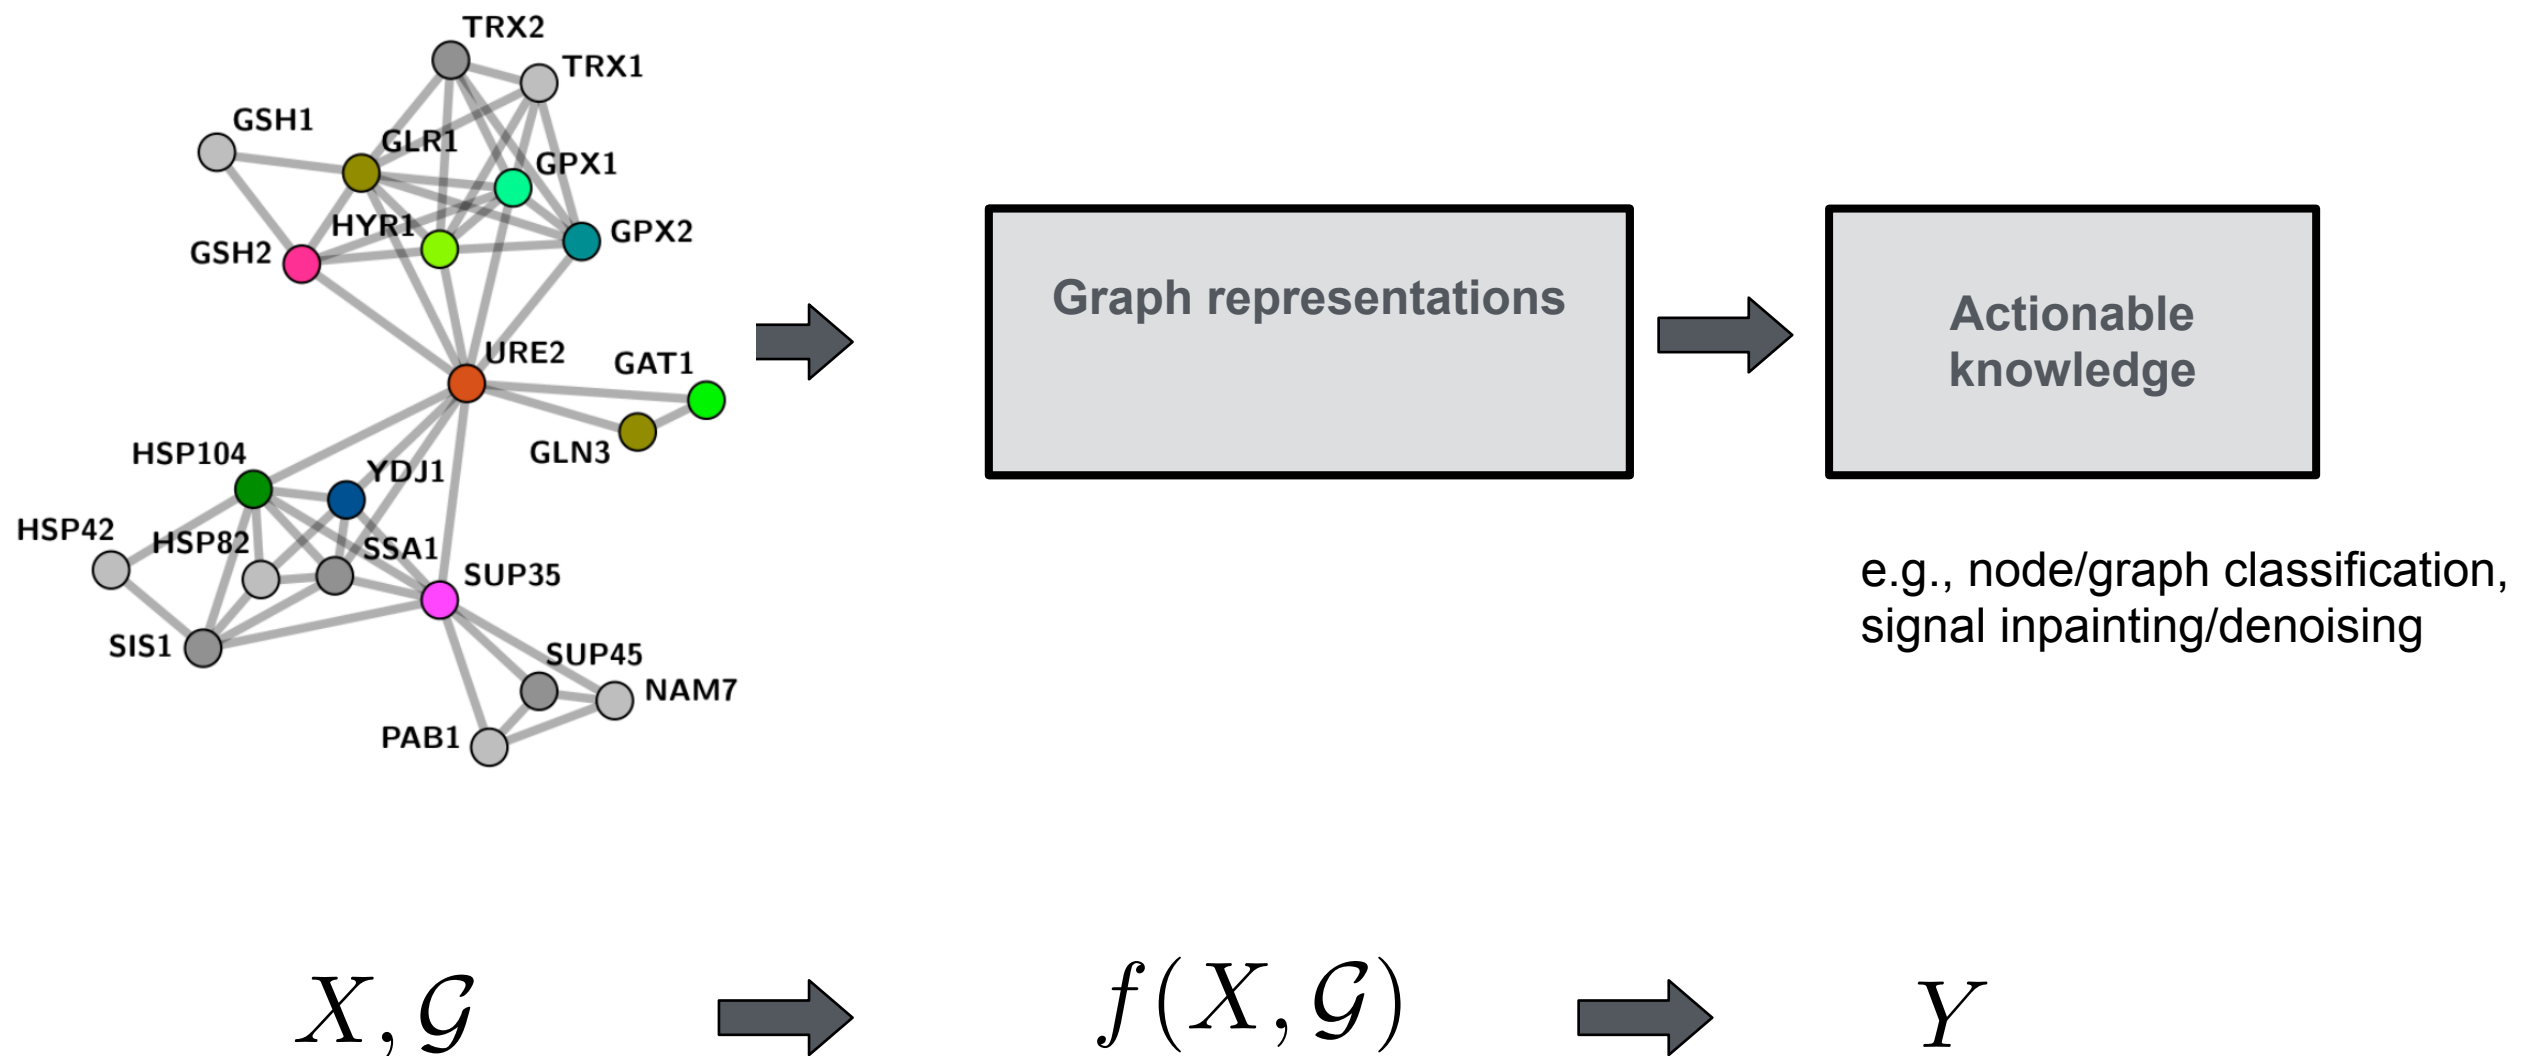 TRX2
TRX1
GSH1
GLR1
GPX1
HYR1
GPX2
GSH2
URE2
GAT1
GLN3
HSP104
YDJ1
HSP42
HSP82
SSA1
SUP35
SIS1
SUP45
NAM7
PAB1
Graph representations
Actionable
knowledge
e.g., node/graph classification,
signal inpainting/denoising
X, 𝒢
f(X, 𝒢)
Y